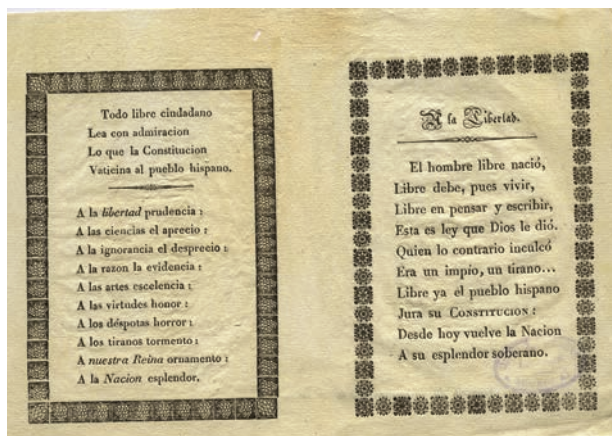 Todo libre ciudadano
Lea con admiracion
Lo que la Constitucion
Vaticina al pueblo hispano.
A la libertad prudencia:
A las ciencias el aprecio:
A la ignorancia el desprecio:
A la razon la evidencia:
A las artes escelencia:
A las virtudes honor:
A los déspotas horror:
A los tiranos tormento:
A nuestra Reina ornamento:
A la Nacion esplendor.
A la Libertad.
El hombre libre nació,
Libre debe, pues vivir,
Libre en pensar y escribir,
Esta es ley que Dios le dió.
Quien lo contrario inculcó
Era un impío, un tirano...
Libre ya el pueblo hispano
Jura su CONSTITUCION:
Desde hoy vuelve la Nacion
A su esplendor soberano.